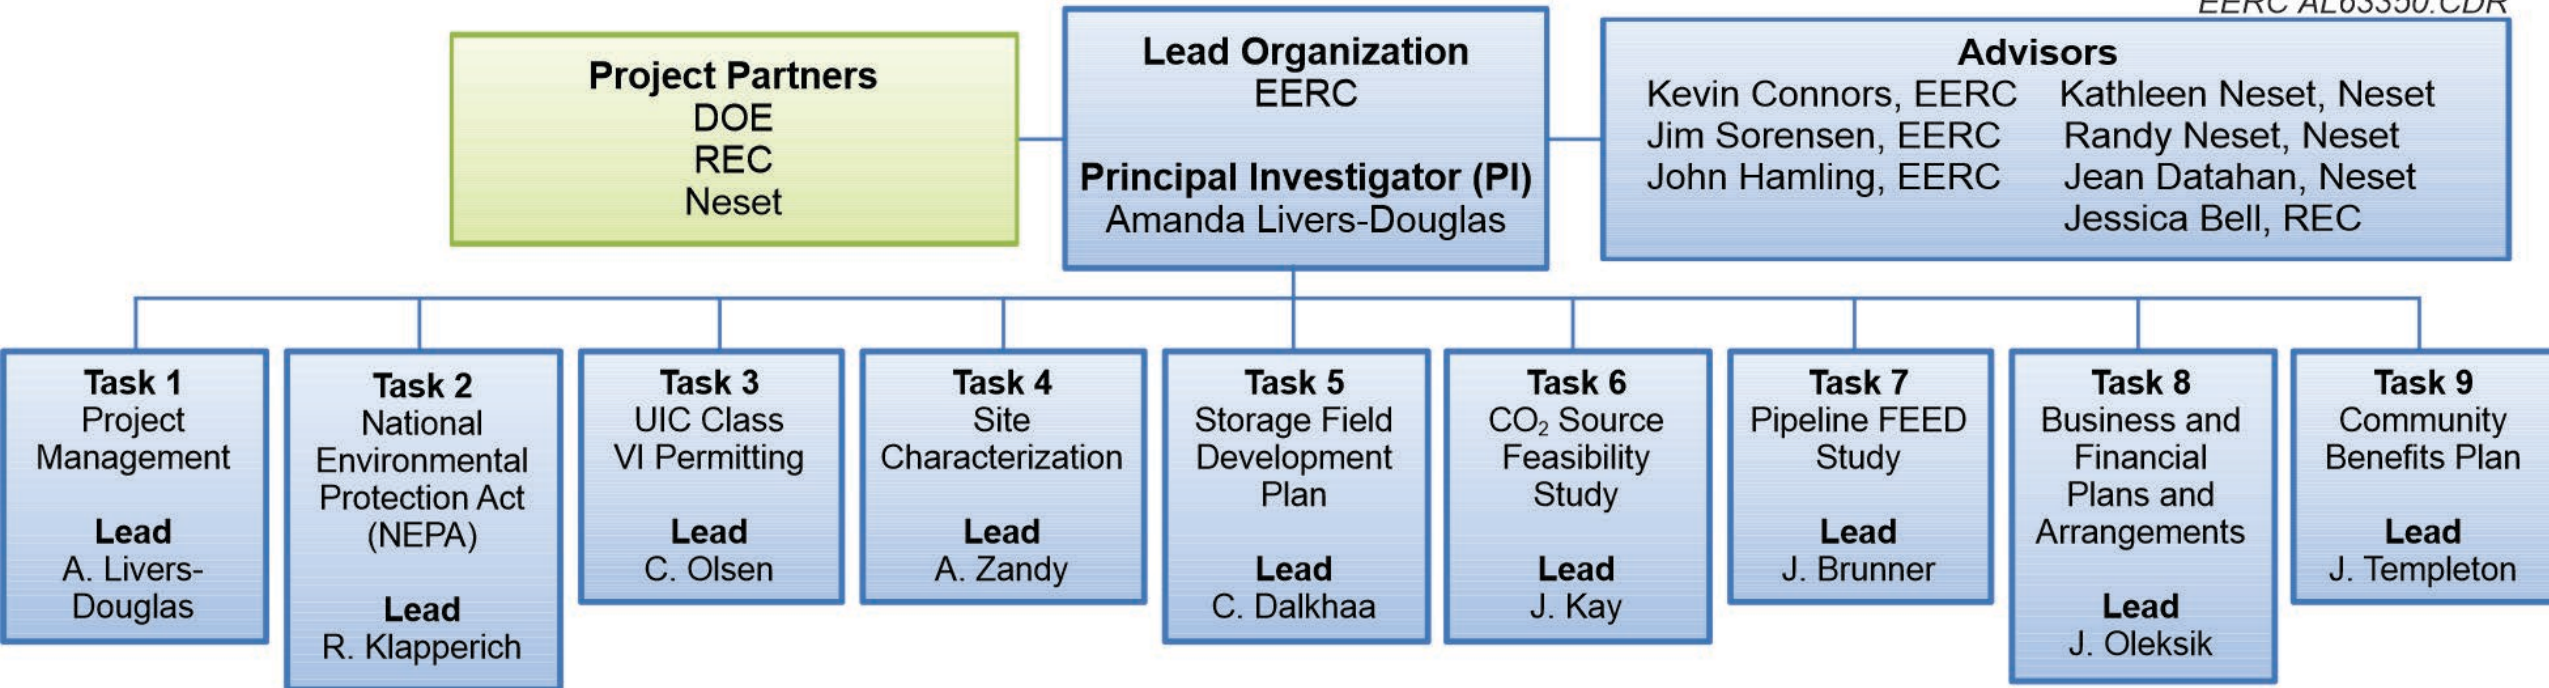 EERC AL63350.CDR
Project Partners
DOE
REC
Neset
Lead Organization
EERC
Principal Investigator (PI)
Amanda Livers-Douglas
Advisors
Kevin Connors, EERC
Jim Sorensen, EERC
John Hamling, EERC
Kathleen Neset, Neset
Randy Neset, Neset
Jean Datahan, Neset
Jessica Bell, REC
Task 1
Project
Management
Lead
A. Livers-
Douglas
Task 2
National
Environmental
Protection Act
(NEPA)
Lead
R. Klapperich
Task 3
UIC Class
VI Permitting
Lead
C. Olsen
Task 4
Site
Characterization
Lead
A. Zandy
Task 5
Storage Field
Development
Plan
Lead
C. Dalkhaa
Task 6
CO₂ Source
Feasibility
Study
Lead
J. Kay
Task 7
Pipeline FEED
Study
Lead
J. Brunner
Task 8
Business and
Financial
Plans and
Arrangements
Lead
J. Oleksik
Task 9
Community
Benefits Plan
Lead
J. Templeton